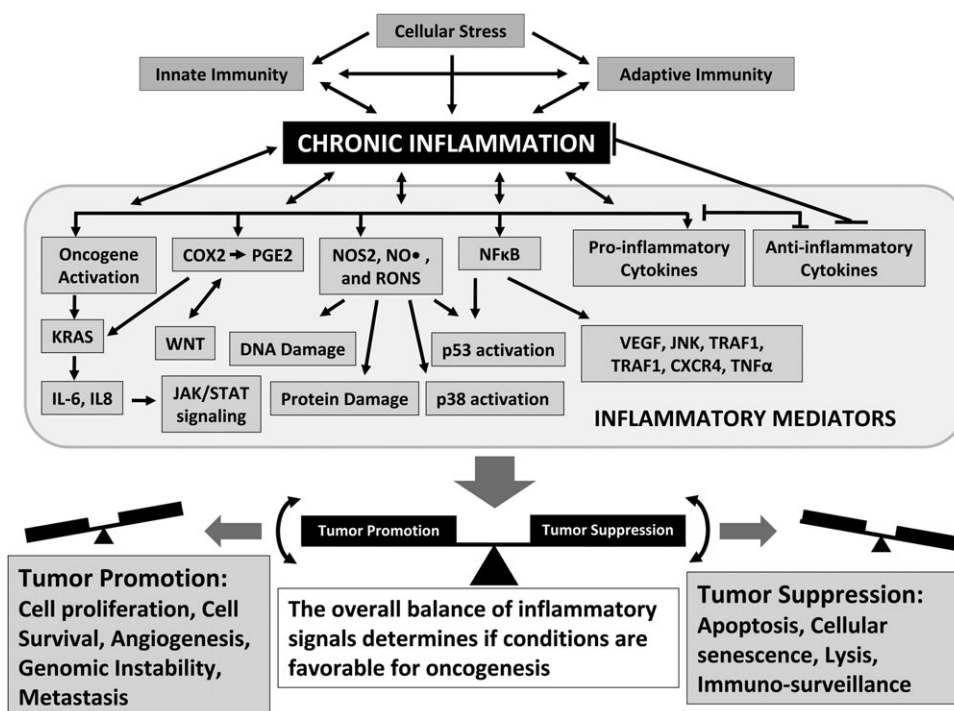 Cellular Stress
Innate Immunity
Adaptive Immunity
CHRONIC INFLAMMATION
Oncogene
Activation
COX2 → PGE2
NOS2, NO• ,
and RONS
NFκB
Pro-inflammatory
Cytokines
Anti-inflammatory
Cytokines
KRAS
WNT
DNA Damage
p53 activation
VEGF, JNK, TRAF1,
TRAF1, CXCR4, TNFα
IL-6, IL8
JAK/STAT
signaling
Protein Damage
p38 activation
INFLAMMATORY MEDIATORS
Tumor Promotion
Tumor Suppression
Tumor Promotion:
Cell proliferation, Cell
Survival, Angiogenesis,
Genomic Instability,
Metastasis
The overall balance of inflammatory
signals determines if conditions are
favorable for oncogenesis
Tumor Suppression:
Apoptosis, Cellular
senescence, Lysis,
Immuno-surveillance